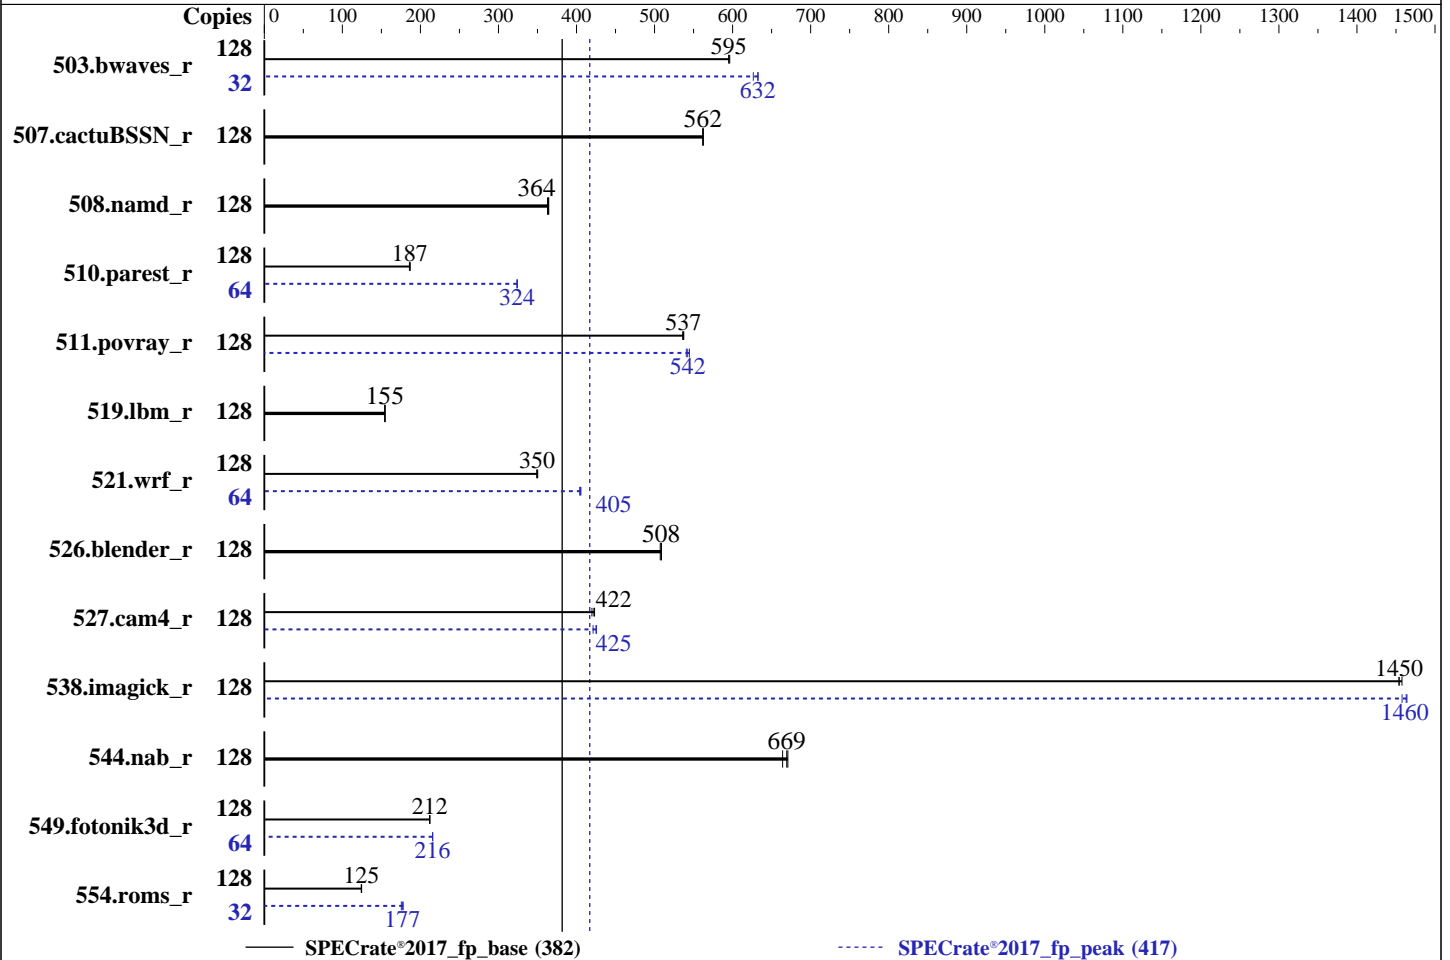 Copies 0 100 200 300 400 500 600 700 800 900 1000 1100 1200 1300 1400 1500
503.bwaves_r 128 595
32 632
507.cactuBSSN_r 128 562
508.namd_r 128 364
510.parest_r 128 187
64 324
511.povray_r 128 537
542
519.lbm_r 128 155
521.wrf_r 128 350
64 405
526.blender_r 128 508
527.cam4_r 128 422
425
538.imagick_r 128 1450
1460
544.nab_r 128 669
549.fotonik3d_r 128 212
64 216
554.roms_r 128 125
32 177
SPECrate®2017_fp_base (382) SPECrate®2017_fp_peak (417)